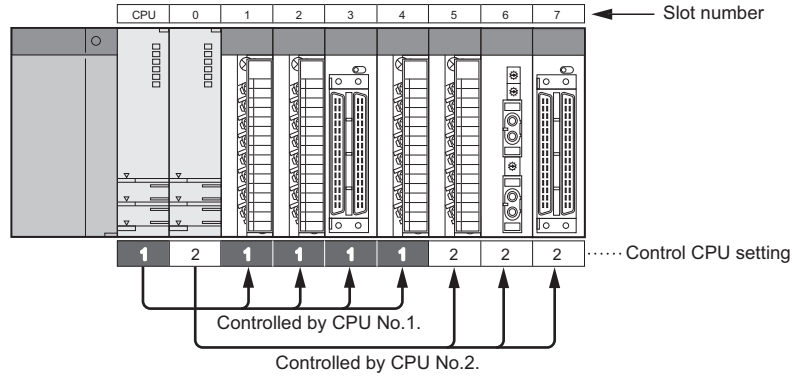 CPU 0 1 2 3 4 5 6 7 Slot number
1 2 1 1 1 1 2 2 2 Control CPU setting
Controlled by CPU No.1.
Controlled by CPU No.2.